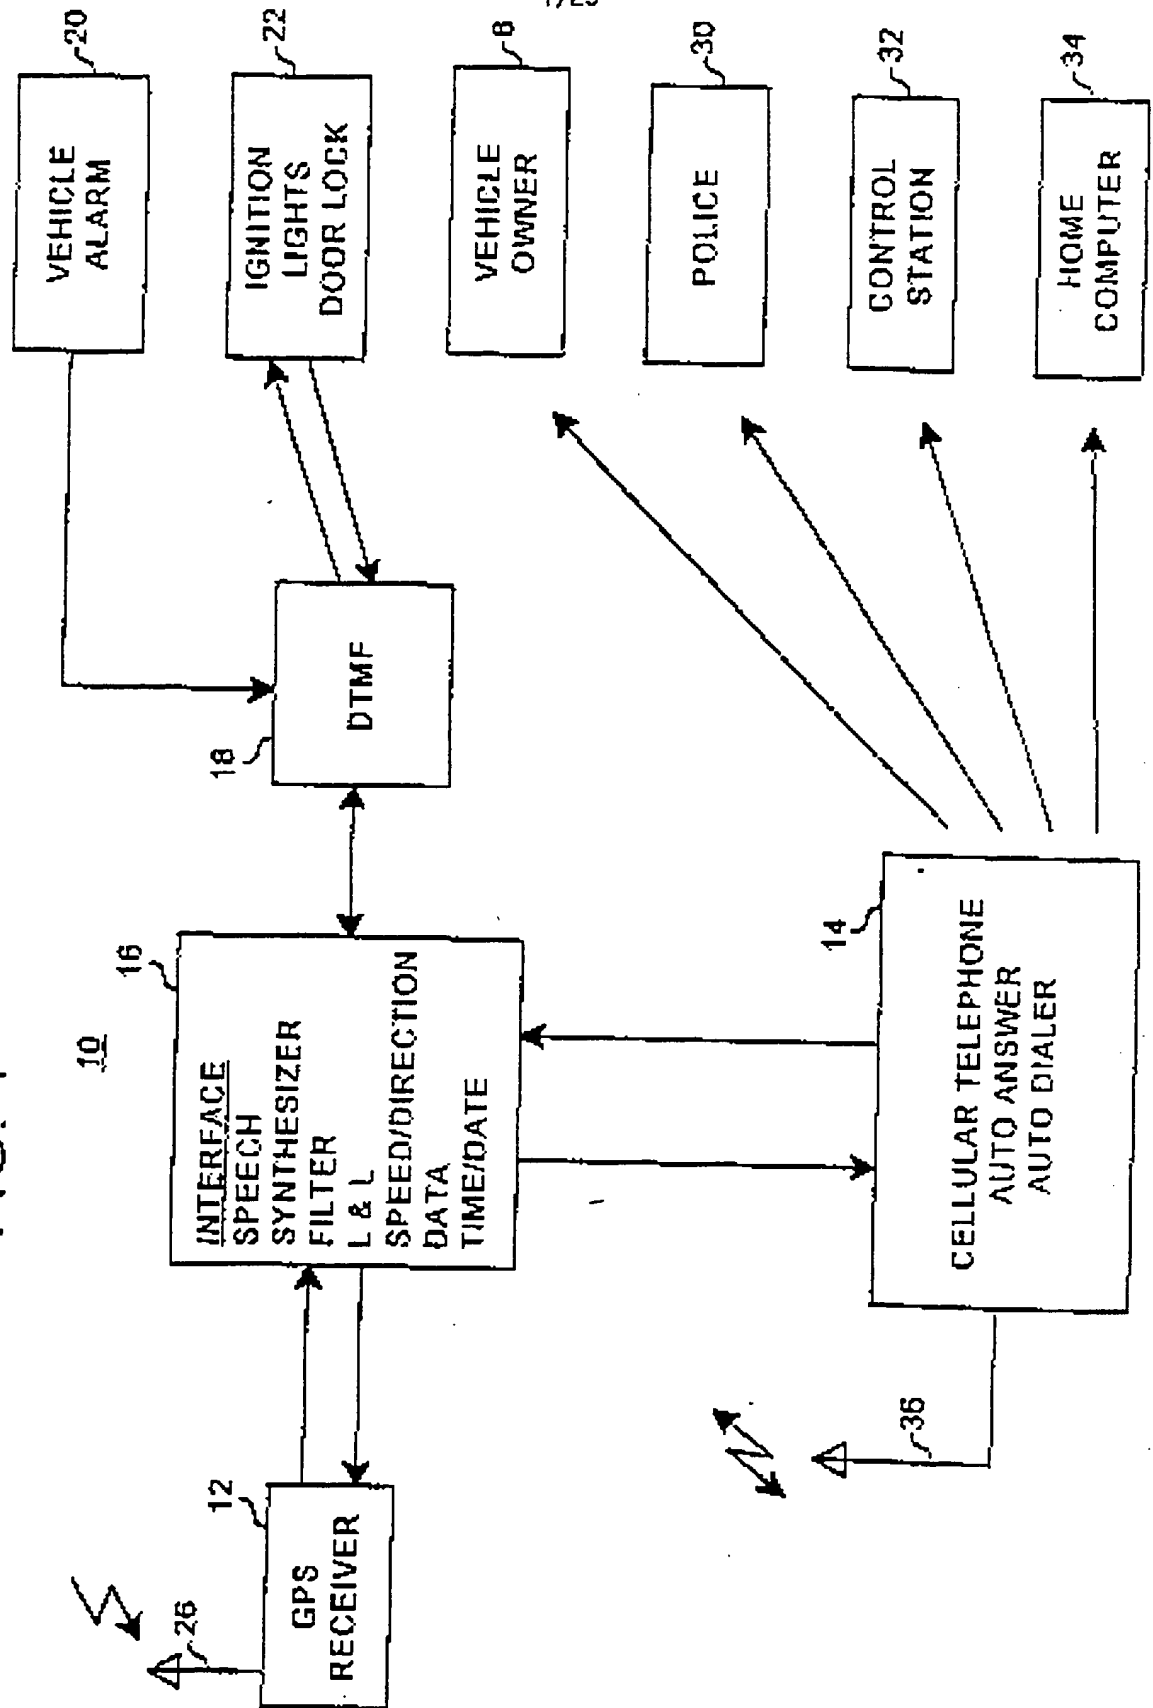 10
20
VEHICLE
ALARM
22
IGNITION
LIGHTS
DOOR LOCK
18
DTMF
16
INTERFACE
SPEECH
SYNTHESIZER
FILTER
L & L
SPEED/DIRECTION
DATA
TIME/DATE
12
GPS
RECEIVER
26
8
VEHICLE
OWNER
30
POLICE
32
CONTROL
STATION
34
HOME
COMPUTER
14
CELLULAR TELEPHONE
AUTO ANSWER
AUTO DIALER
36